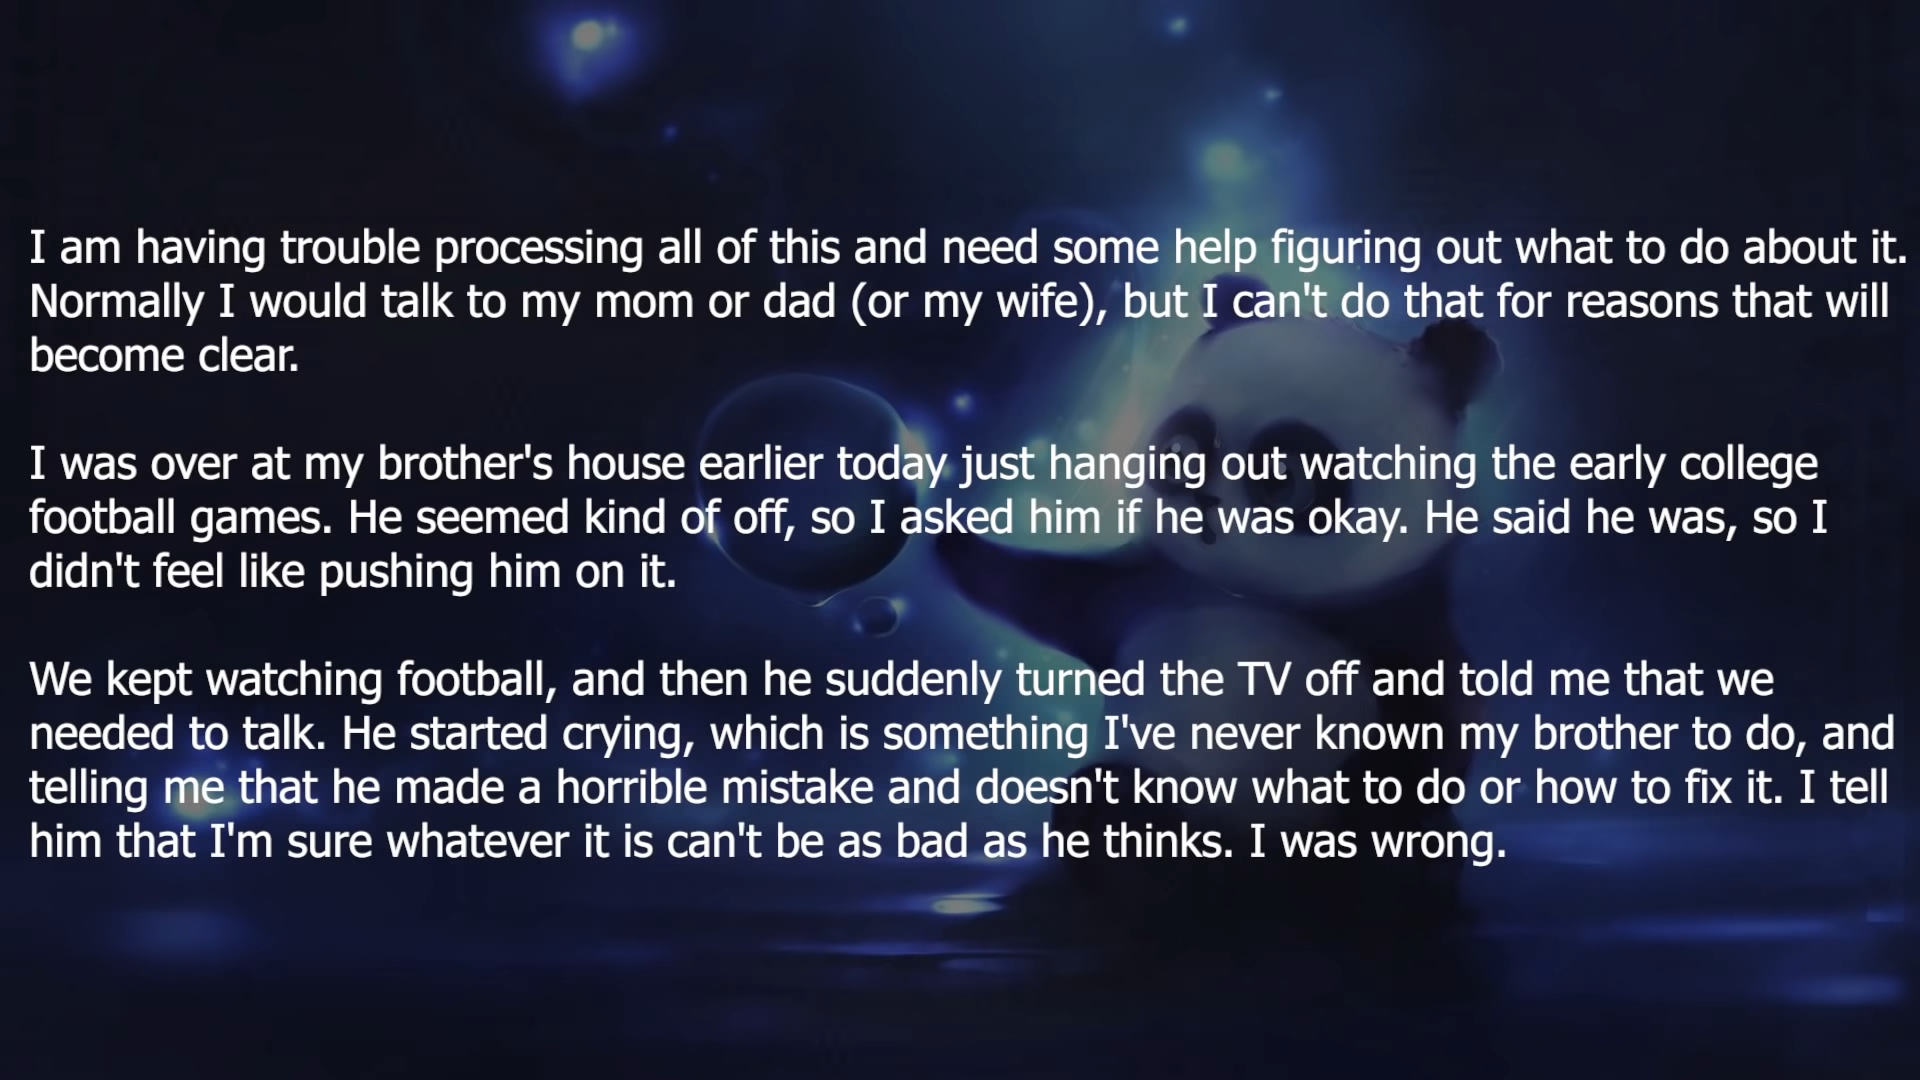 I am having trouble processing all of this and need some help figuring out what to do about it.
Normally I would talk to my mom or dad (or my wife), but I can't do that for reasons that will
become clear.
I was over at my brother's house earlier today just hanging out watching the early college
football games. He seemed kind of off, so I asked him if he was okay. He said he was, so I
didn't feel like pushing him on it.
We kept watching football, and then he suddenly turned the TV off and told me that we
needed to talk. He started crying, which is something I've never known my brother to do, and
telling me that he made a horrible mistake and doesn't know what to do or how to fix it. I tell
him that I'm sure whatever it is can't be as bad as he thinks. I was wrong.